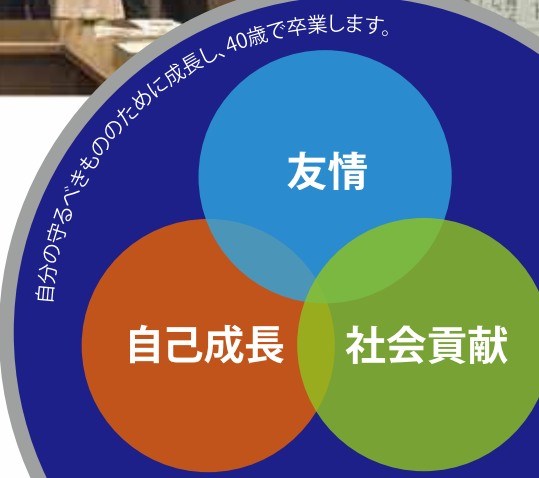 自分の守るべきもののために成長し、40歳で卒業します。
友情
自己成長
社会貢献